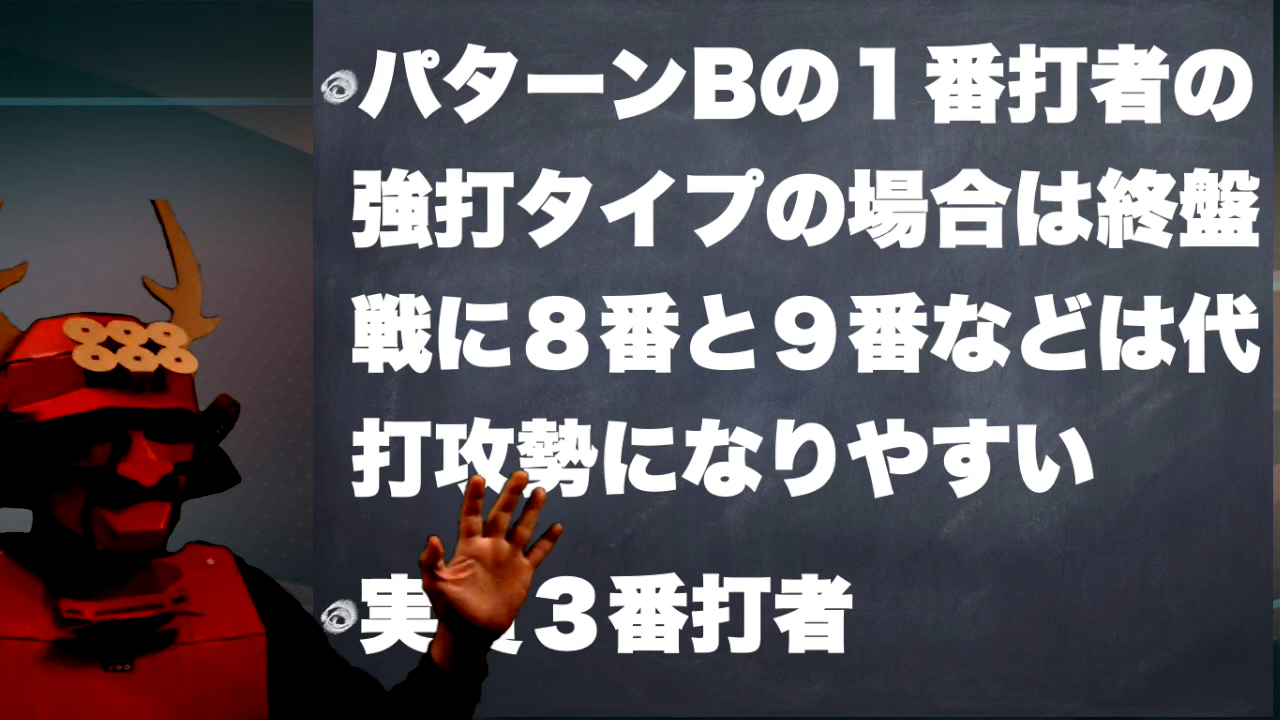 パターンBの１番打者の
強打タイプの場合は終盤
戦に８番と９番などは代
打攻勢になりやすい
実 ３番打者